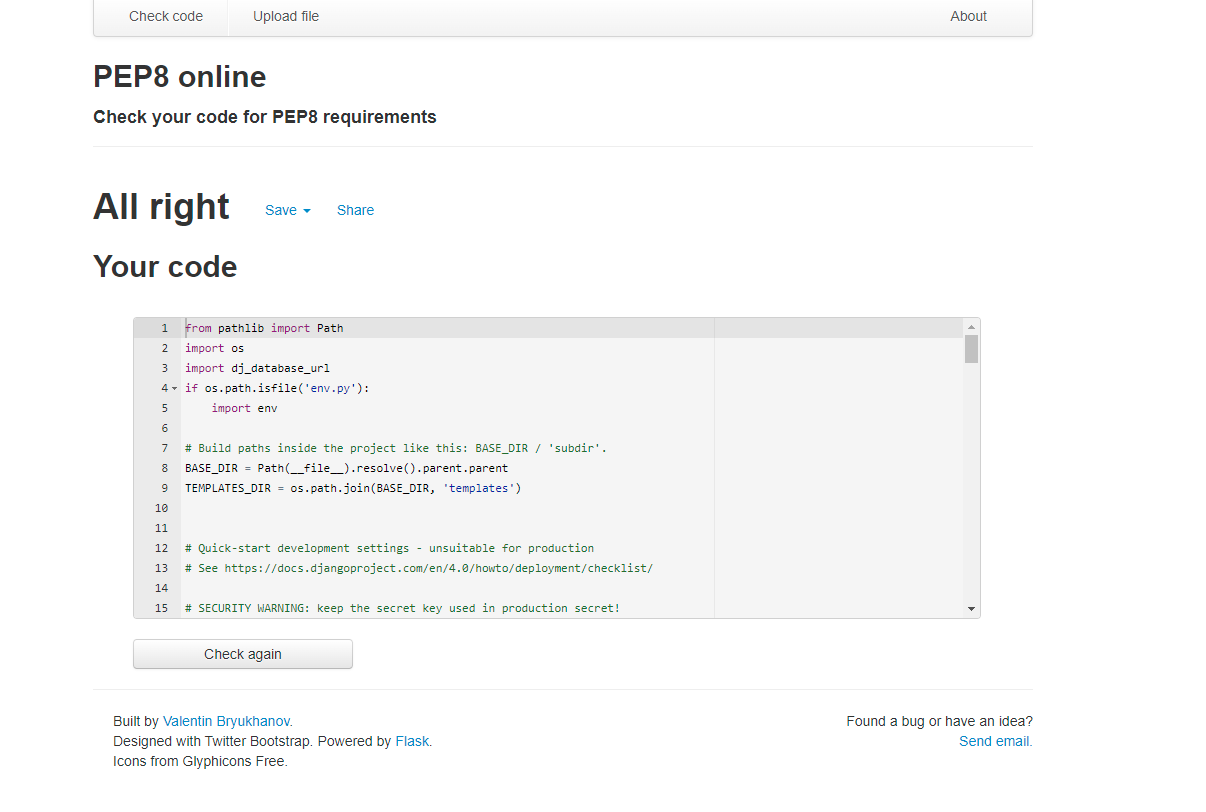 Check code Upload file About
PEP8 online
Check your code for PEP8 requirements
All right Save Share
Your code
1 from pathlib import Path
2 import os
3 import dj_database_url
4 if os.path.isfile('env.py'):
5     import env
6
7 # Build paths inside the project like this: BASE_DIR / 'subdir'.
8 BASE_DIR = Path(__file__).resolve().parent.parent
9 TEMPLATES_DIR = os.path.join(BASE_DIR, 'templates')
10
11
12 # Quick-start development settings - unsuitable for production
13 # See https://docs.djangoproject.com/en/4.0/howto/deployment/checklist/
14
15 # SECURITY WARNING: keep the secret key used in production secret!
Check again
Built by Valentin Bryukhanov. Found a bug or have an idea?
Designed with Twitter Bootstrap. Powered by Flask. Send email.
Icons from Glyphicons Free.